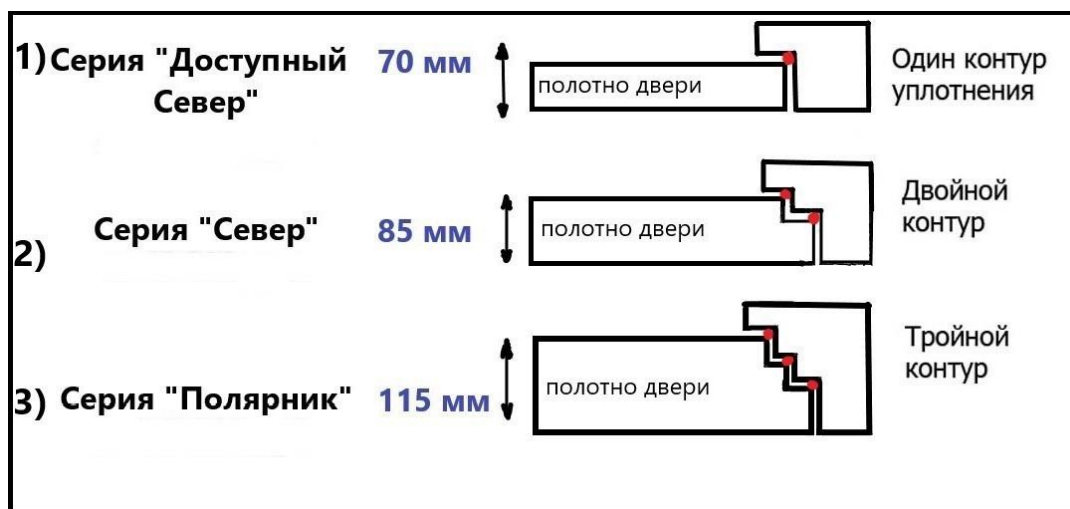 1) Серия "Доступный
Север"
70 мм
полотно двери
Один контур
уплотнения
2) Серия "Север"
85 мм
полотно двери
Двойной
контур
3) Серия "Полярник"
115 мм
полотно двери
Тройной
контур